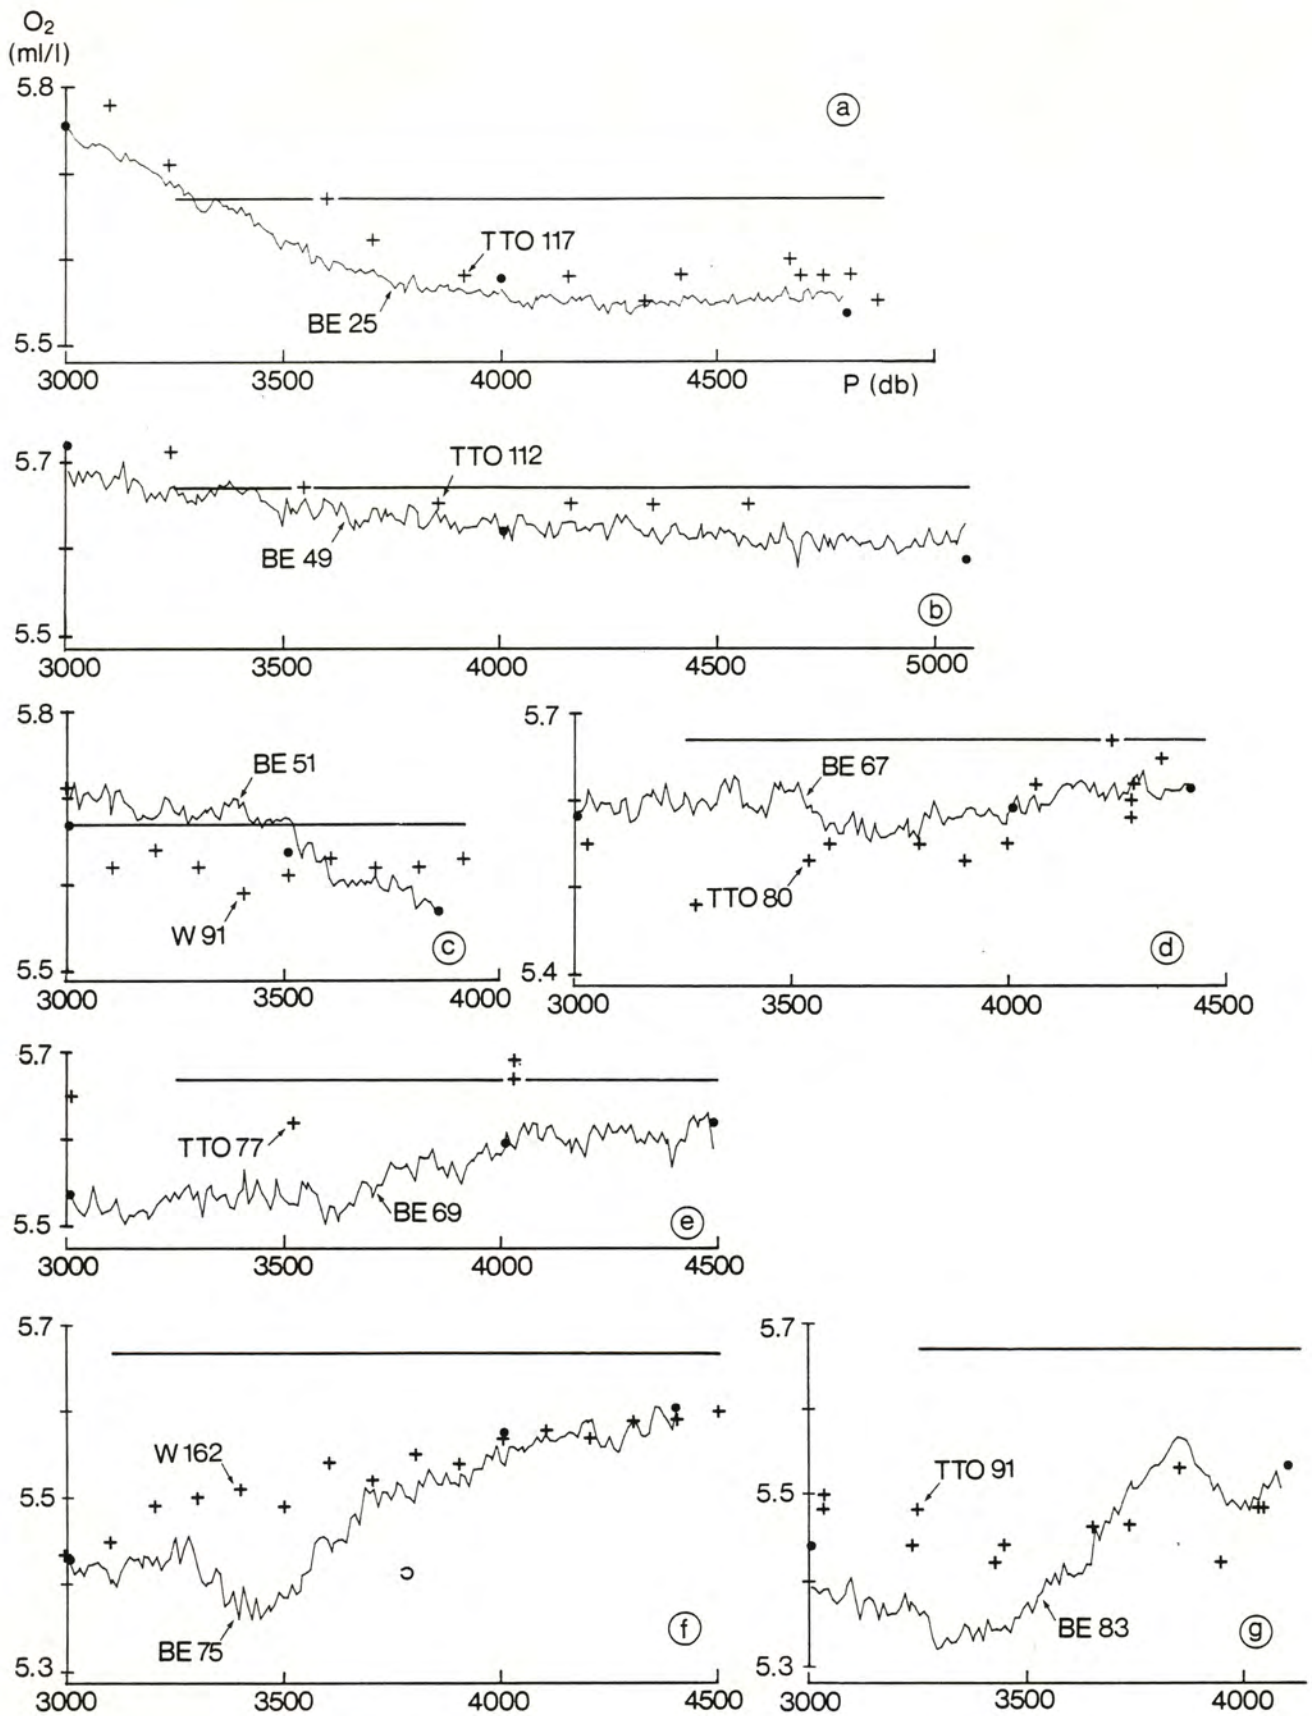 O2
(ml/l)
5.8
a
TTO 117
BE 25
5.5
3000 3500 4000 4500 P (db)
5.7
TTO 112
BE 49
b
5.5
3000 3500 4000 4500 5000
5.8
BE 51
W 91
c
5.5
3000 3500 4000
5.7
BE 67
TTO 80
d
5.4
3000 3500 4000 4500
5.7
TTO 77
BE 69
e
5.5
3000 3500 4000 4500
5.7
W 162
5.5
BE 75
f
5.3
3000 3500 4000 4500
5.7
TTO 91
5.5
BE 83
g
5.3
3000 3500 4000